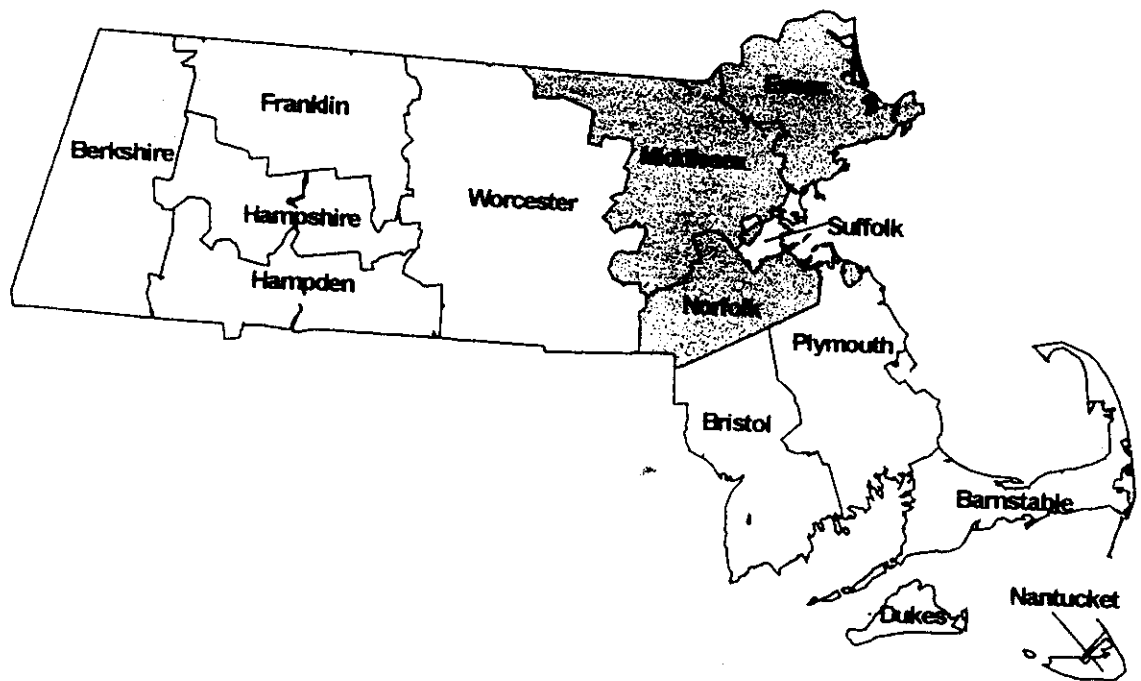 Essex
Franklin
Berkshire
Middlesex
Worcester
Hampshire
Suffolk
Hampden
Norfolk
Plymouth
Bristol
Barnstable
Nantucket
Dukes